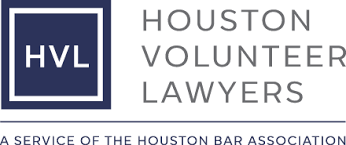 HVL
HOUSTON
VOLUNTEER
LAWYERS
A SERVICE OF THE HOUSTON BAR ASSOCIATION